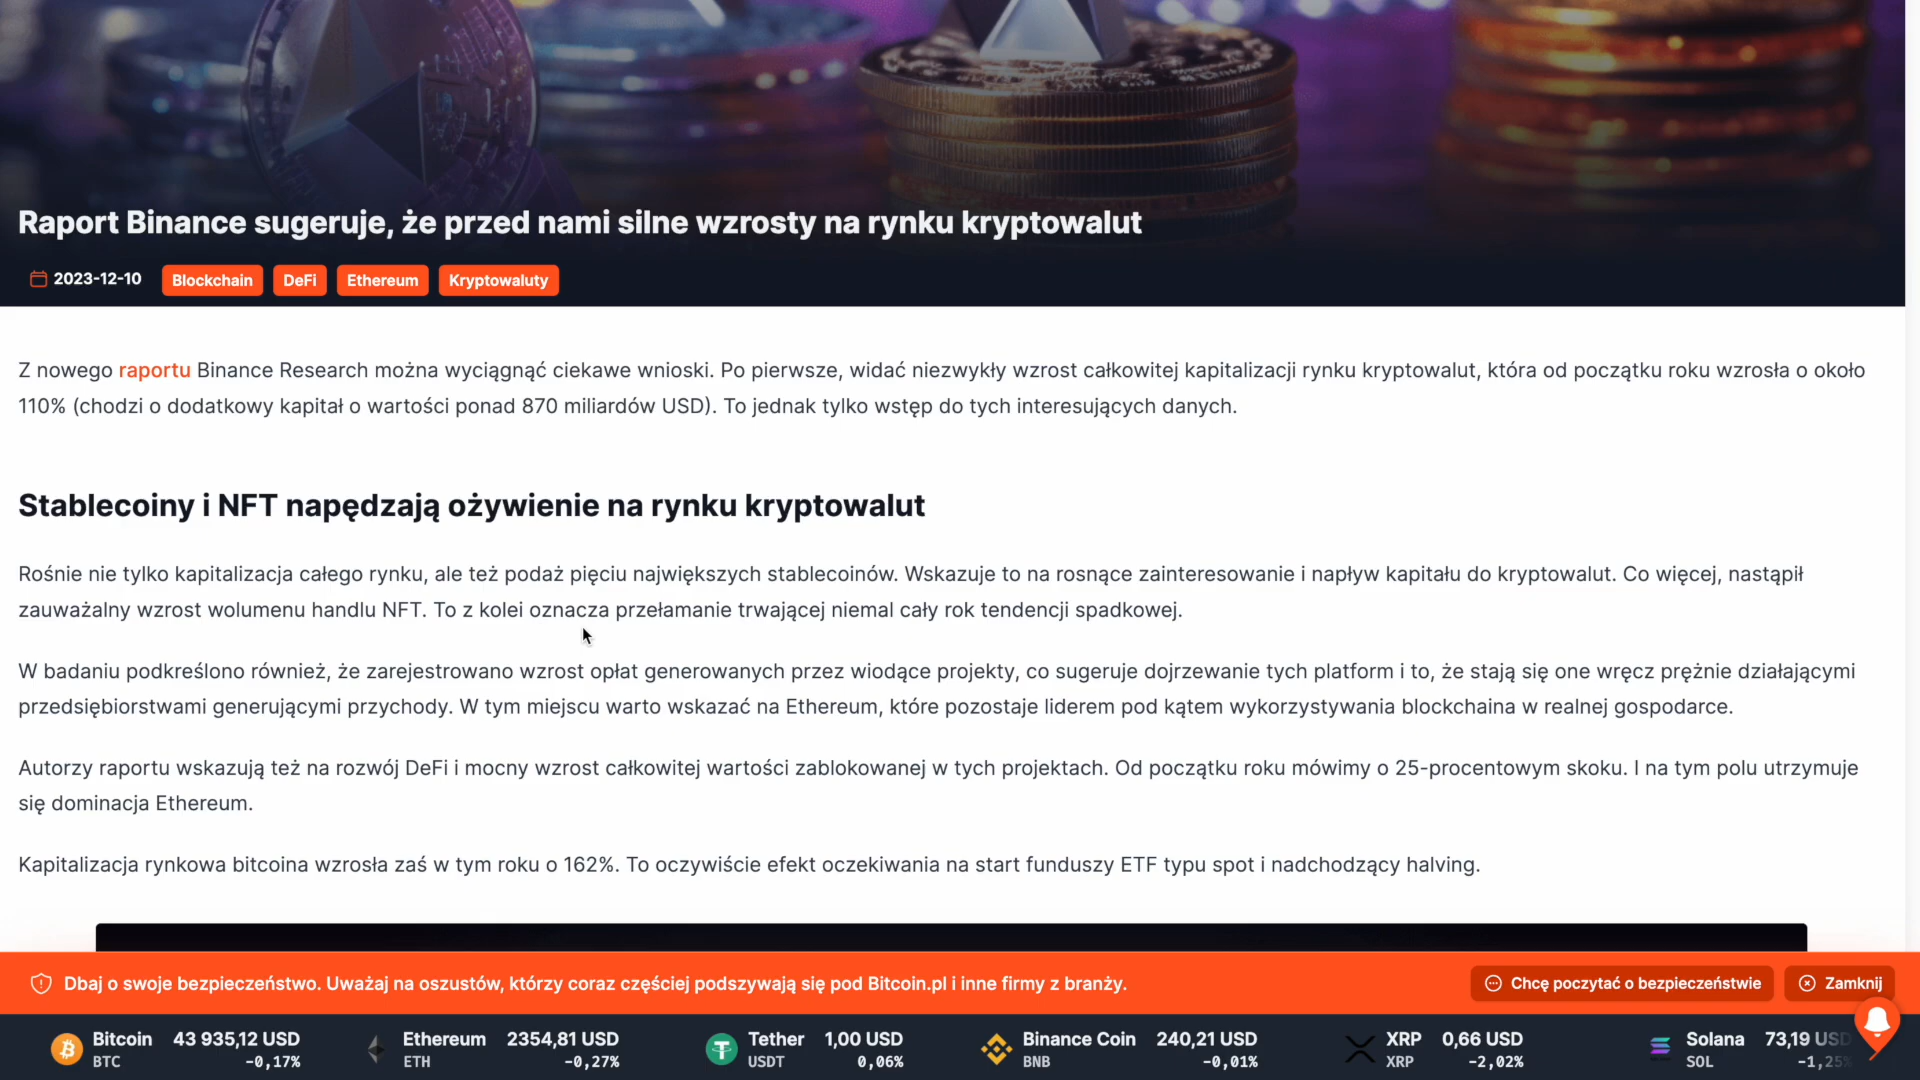 Raport Binance sugeruje, że przed nami silne wzrosty na rynku kryptowalut
2023-12-10 Blockchain DeFi Ethereum Kryptowaluty
Z nowego raportu Binance Research można wyciągnąć ciekawe wnioski. Po pierwsze, widać niezwykły wzrost całkowitej kapitalizacji rynku kryptowalut, która od początku roku wzrosła o około
110% (chodzi o dodatkowy kapitał o wartości ponad 870 miliardów USD). To jednak tylko wstęp do tych interesujących danych.
Stablecoiny i NFT napędzają ożywienie na rynku kryptowalut
Rośnie nie tylko kapitalizacja całego rynku, ale też podaż pięciu największych stablecoinów. Wskazuje to na rosnące zainteresowanie i napływ kapitału do kryptowalut. Co więcej, nastąpił
zauważalny wzrost wolumenu handlu NFT. To z kolei oznacza przełamanie trwającej niemal cały rok tendencji spadkowej.
W badaniu podkreślono również, że zarejestrowano wzrost opłat generowanych przez wiodące projekty, co sugeruje dojrzewanie tych platform i to, że stają się one wręcz prężnie działającymi
przedsiębiorstwami generującymi przychody. W tym miejscu warto wskazać na Ethereum, które pozostaje liderem pod kątem wykorzystywania blockchaina w realnej gospodarce.
Autorzy raportu wskazują też na rozwój DeFi i mocny wzrost całkowitej wartości zablokowanej w tych projektach. Od początku roku mówimy o 25-procentowym skoku. I na tym polu utrzymuje
się dominacja Ethereum.
Kapitalizacja rynkowa bitcoina wzrosła zaś w tym roku o 162%. To oczywiście efekt oczekiwania na start funduszy ETF typu spot i nadchodzący halving.
Dbaj o swoje bezpieczeństwo. Uważaj na oszustów, którzy coraz częściej podszywają się pod Bitcoin.pl i inne firmy z branży. Chcę poczytać o bezpieczeństwie Zamknij
Bitcoin 43 935,12 USD Ethereum 2354,81 USD Tether 1,00 USD Binance Coin 240,21 USD XRP 0,66 USD Solana 73,19 USD
BTC -0,17% ETH -0,27% USDT 0,06% BNB -0,01% XRP -2,02% SOL -1,25%